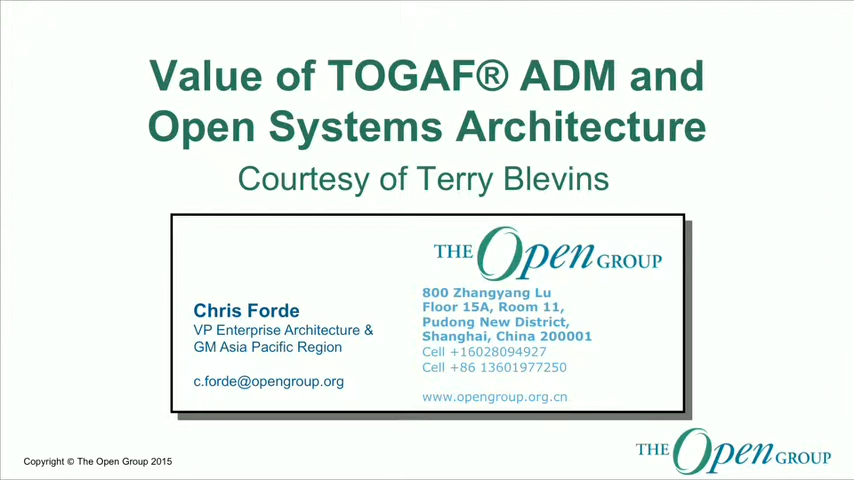 Value of TOGAF® ADM and
Open Systems Architecture
Courtesy of Terry Blevins
THE Open GROUP
Chris Forde
VP Enterprise Architecture &
GM Asia Pacific Region
c.forde@opengroup.org
800 Zhangyang Lu
Floor 15A, Room 11,
Pudong New District,
Shanghai, China 200001
Cell +16028094927
Cell +86 13601977250
www.opengroup.org.cn
Copyright © The Open Group 2015
THE Open GROUP